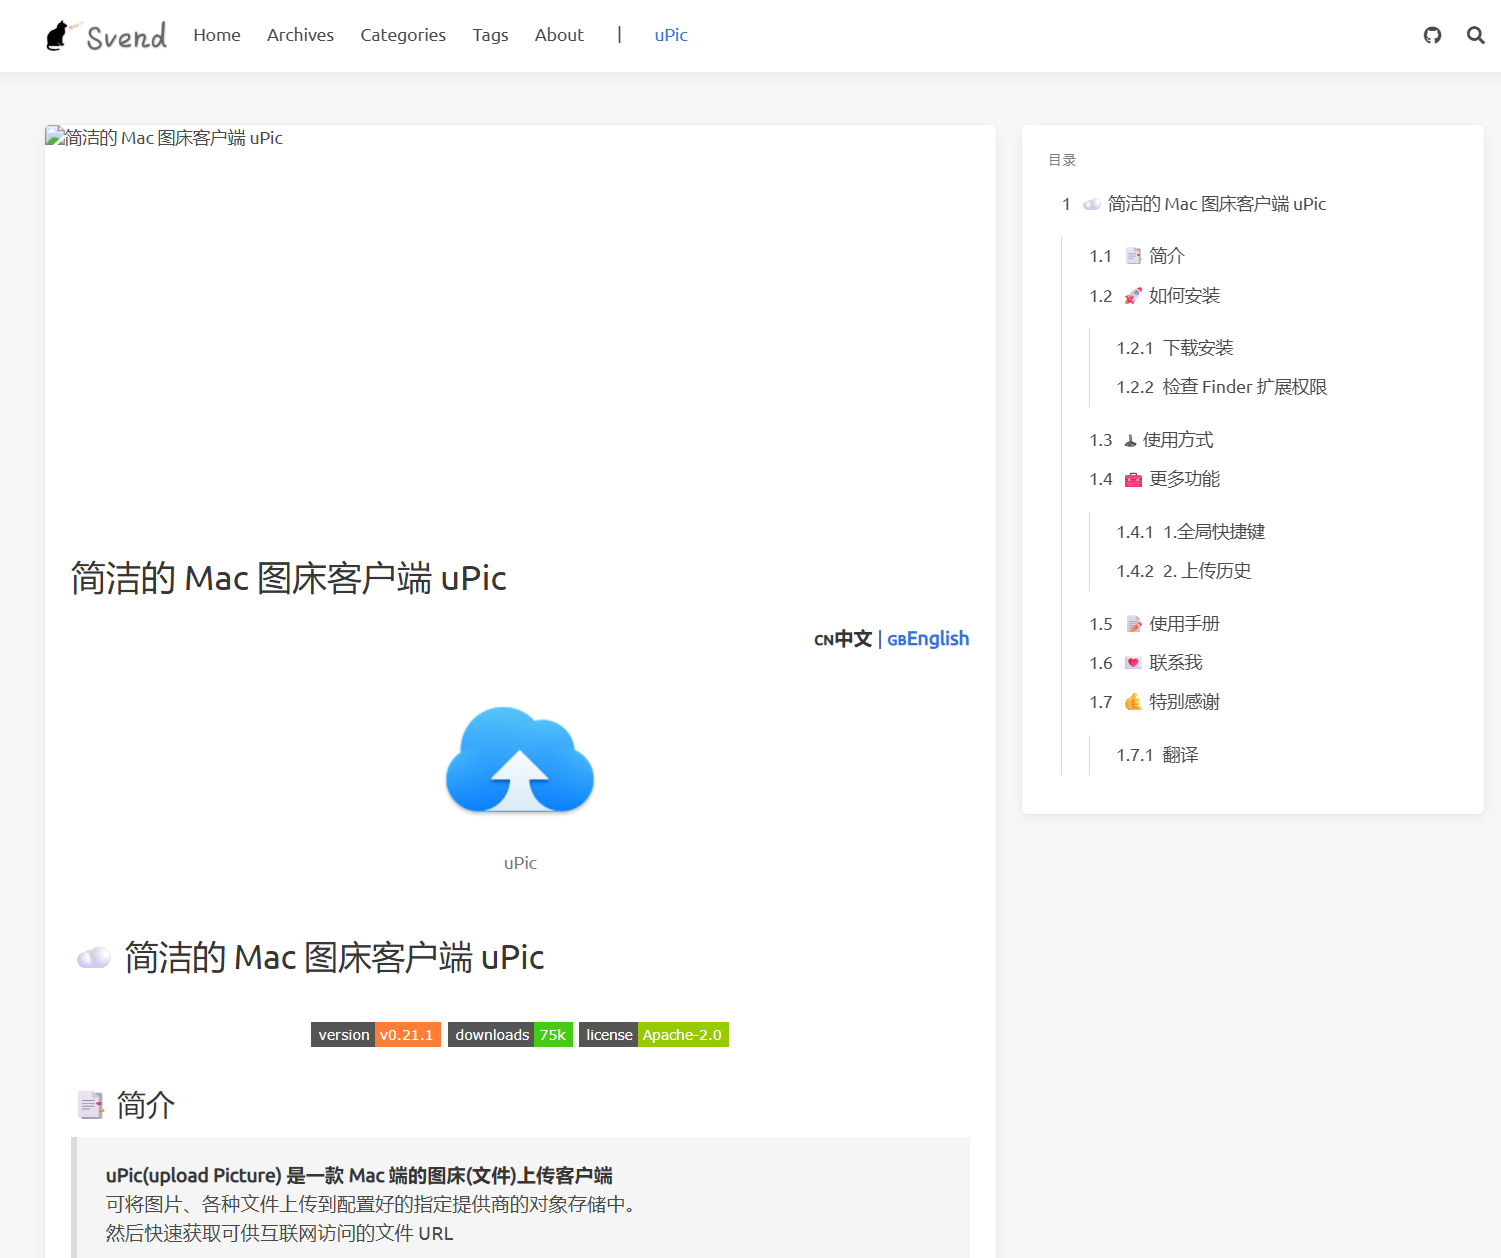 Svend Home Archives Categories Tags About | uPic
简洁的 Mac 图床客户端 uPic
简洁的 Mac 图床客户端 uPic
CN中文 | GBEnglish
uPic
简洁的 Mac 图床客户端 uPic
version v0.21.1 downloads 75k license Apache-2.0
简介
uPic(upload Picture) 是一款 Mac 端的图床(文件)上传客户端
可将图片、各种文件上传到配置好的指定提供商的对象存储中。
然后快速获取可供互联网访问的文件 URL
目录
1 简洁的 Mac 图床客户端 uPic
1.1 简介
1.2 如何安装
1.2.1 下载安装
1.2.2 检查 Finder 扩展权限
1.3 使用方式
1.4 更多功能
1.4.1 1.全局快捷键
1.4.2 2. 上传历史
1.5 使用手册
1.6 联系我
1.7 特别感谢
1.7.1 翻译